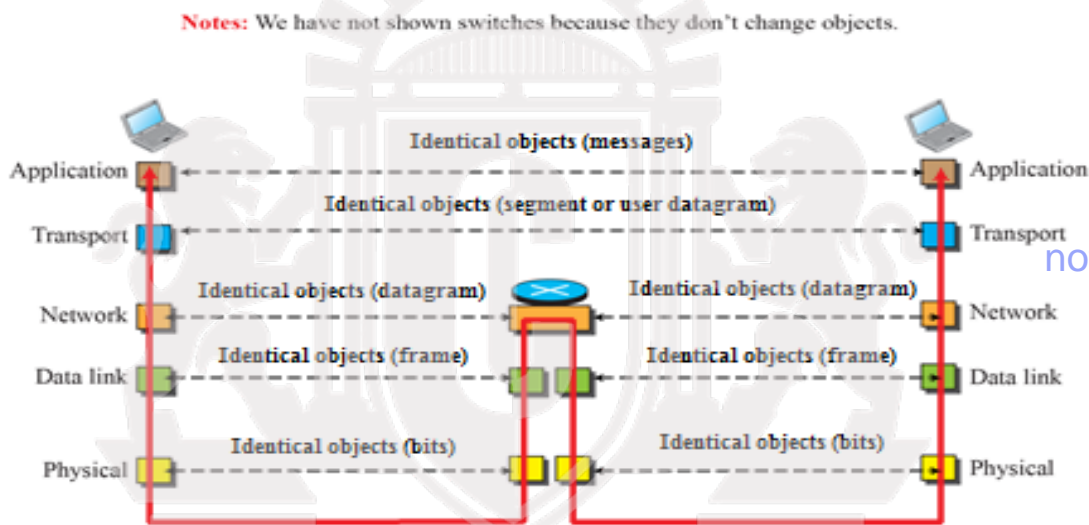 Notes: We have not shown switches because they don't change objects.
Identical objects (messages)
Application
Application
Identical objects (segment or user datagram)
Transport
Transport
no
Identical objects (datagram)
Identical objects (datagram)
Network
Network
Identical objects (frame)
Identical objects (frame)
Data link
Data link
Identical objects (bits)
Identical objects (bits)
Physical
Physical